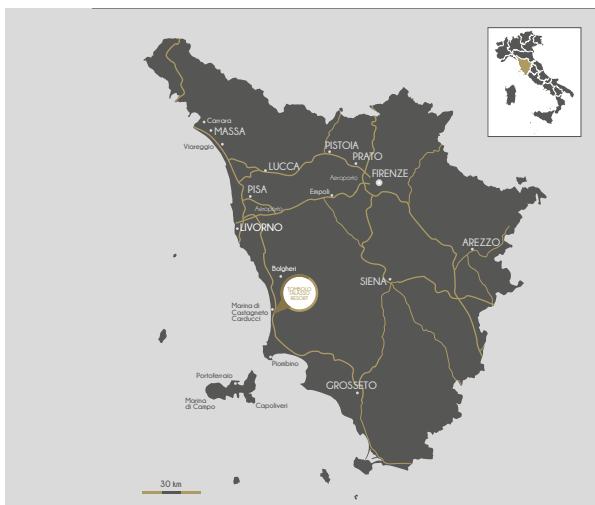 Carrara
MASSA
Viareggio
PISTOIA
PRATO
LUCCA
Aeroporto
FIRENZE
PISA
Empoli
Aeroporto
LIVORNO
AREZZO
Bolgheri
SIENA
TOMBOLO
TALASSO
RESORT
Marina di
Castagneto
Carducci
Piombino
Portoferraio
GROSSETO
Marina
di Campo
Capoliveri
30 km